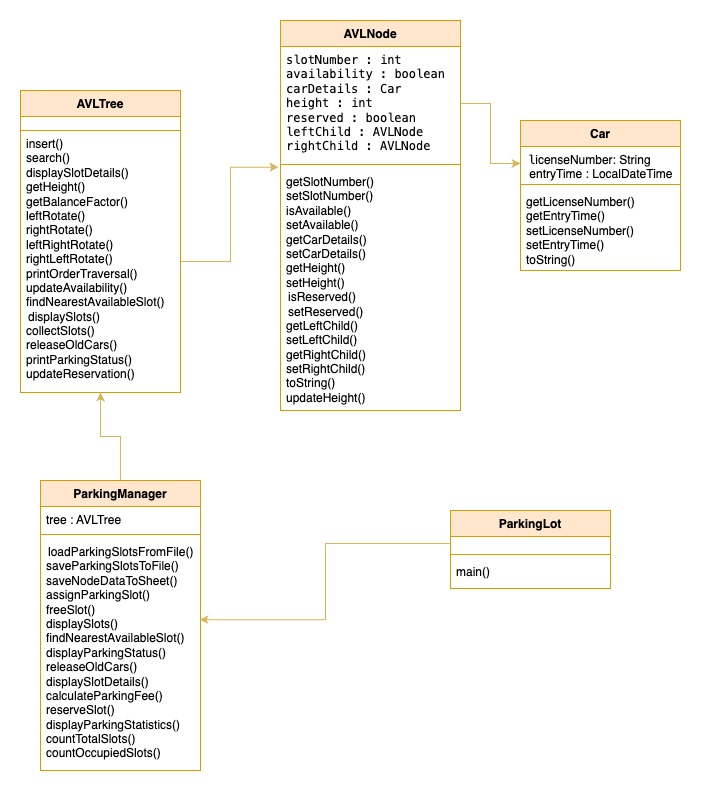 AVLNode
slotNumber : int
availability : boolean
carDetails : Car
height : int
reserved : boolean
leftChild : AVLNode
rightChild : AVLNode
getSlotNumber()
setSlotNumber()
isAvailable()
setAvailable()
getCarDetails()
setCarDetails()
getHeight()
setHeight()
isReserved()
setReserved()
getLeftChild()
setLeftChild()
getRightChild()
setRightChild()
toString()
updateHeight()
AVLTree
insert()
search()
displaySlotDetails()
getHeight()
getBalanceFactor()
leftRotate()
rightRotate()
leftRightRotate()
rightLeftRotate()
printOrderTraversal()
updateAvailability()
findNearestAvailableSlot()
displaySlots()
collectSlots()
releaseOldCars()
printParkingStatus()
updateReservation()
Car
licenseNumber: String
entryTime : LocalDateTime
getLicenseNumber()
getEntryTime()
setLicenseNumber()
setEntryTime()
toString()
ParkingManager
tree : AVLTree
loadParkingSlotsFromFile()
saveParkingSlotsToFile()
saveNodeDataToSheet()
assignParkingSlot()
freeSlot()
displaySlots()
findNearestAvailableSlot()
displayParkingStatus()
releaseOldCars()
displaySlotDetails()
calculateParkingFee()
reserveSlot()
displayParkingStatistics()
countTotalSlots()
countOccupiedSlots()
ParkingLot
main()